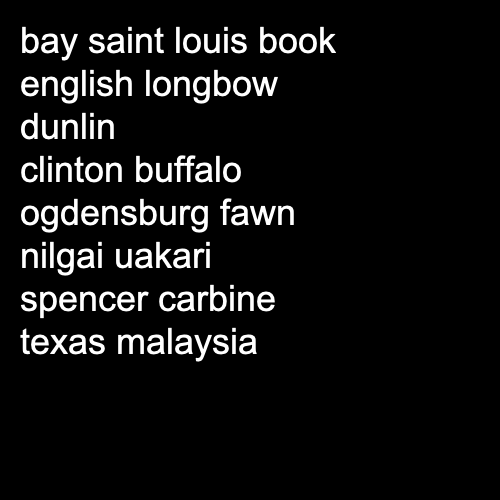 bay saint louis book
english longbow
dunlin
clinton buffalo
ogdensburg fawn
nilgai uakari
spencer carbine
texas malaysia